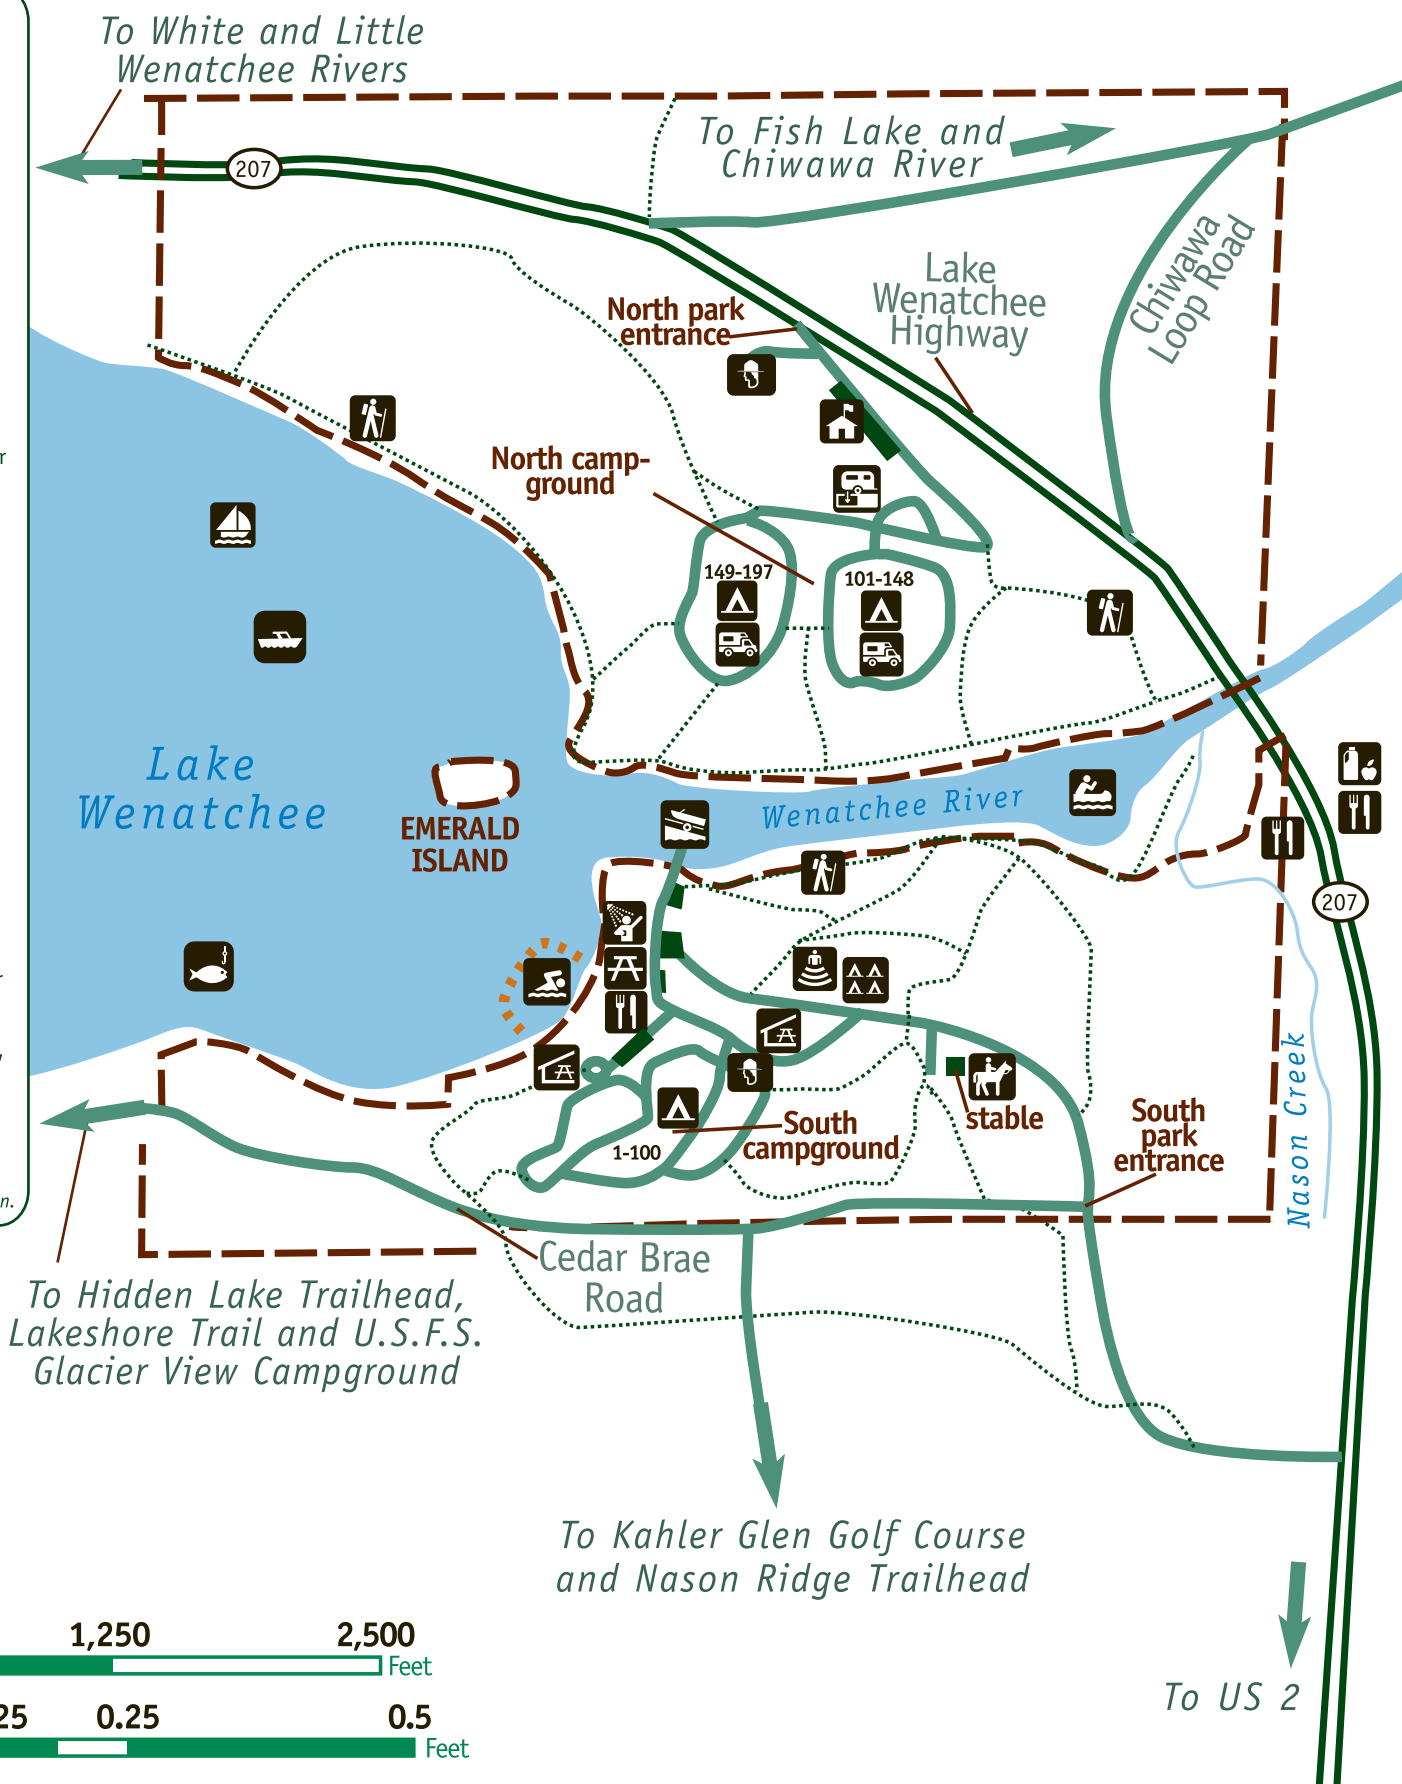 To White and Little
Wenatchee Rivers
To Fish Lake and
Chiwawa River
207
Chiwawa
Loop Road
Lake
Wenatchee
Highway
North park
entrance
r
North camp-
ground
149-197
101-148
Lake
Wenatchee
Wenatchee River
EMERALD
ISLAND
207
Nason Creek
stable
South
park
entrance
South
campground
1-100
n.
Cedar Brae
Road
To Hidden Lake Trailhead,
Lakeshore Trail and U.S.F.S.
Glacier View Campground
To Kahler Glen Golf Course
and Nason Ridge Trailhead
1,250 2,500
Feet
To US 2
25 0.25 0.5
Feet